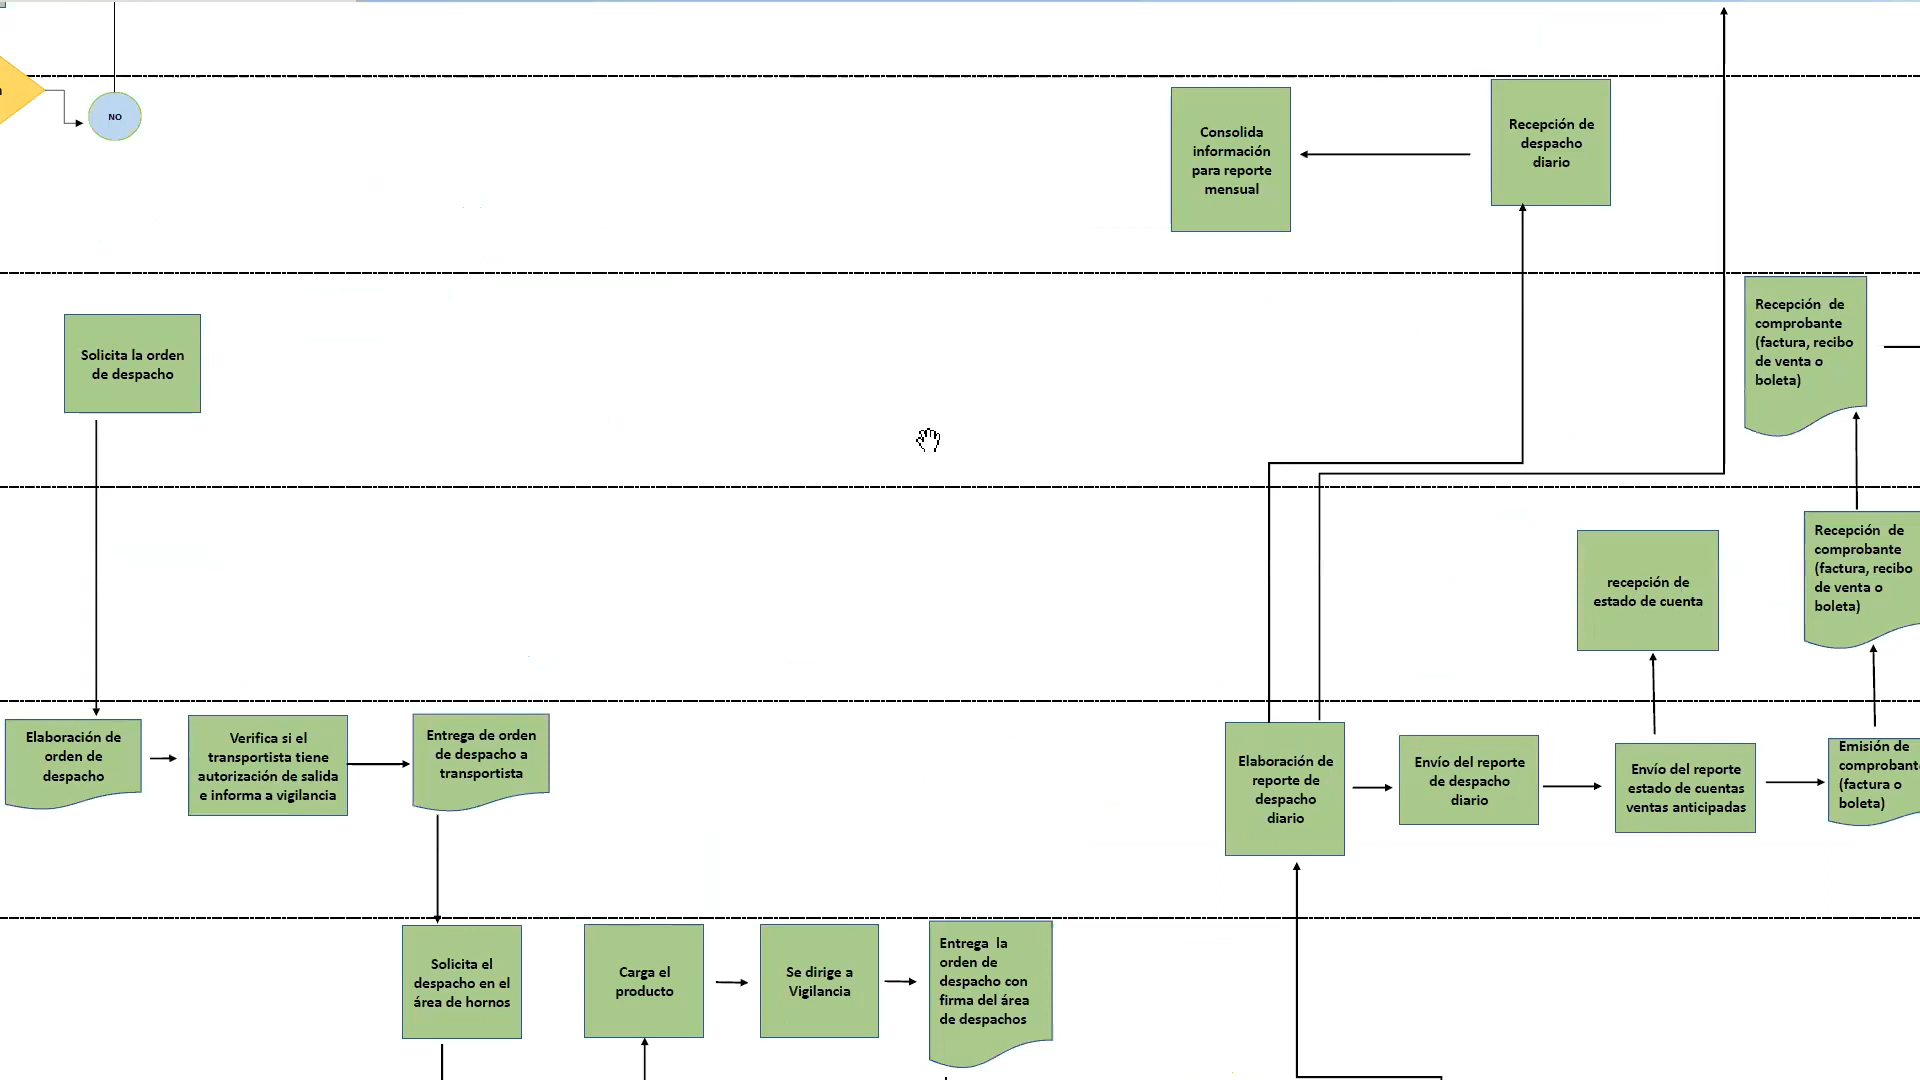 NO
Consolida
información
para reporte
mensual
Recepción de
despacho
diario
Solicita la orden
de despacho
Recepción de
comprobante
(factura, recibo
de venta o
boleta)
recepción de
estado de cuenta
Recepción de
comprobante
(factura, recibo
de venta o
boleta)
Elaboración de
orden de
despacho
Verifica si el
transportista tiene
autorización de salida
e informa a vigilancia
Entrega de orden
de despacho a
transportista
Elaboración de
reporte de
despacho
diario
Envío del reporte
de despacho
diario
Envío del reporte
estado de cuentas
ventas anticipadas
Emisión de
comprobant
(factura o
boleta)
Solicita el
despacho en el
área de hornos
Carga el
producto
Se dirige a
Vigilancia
Entrega la
orden de
despacho con
firma del área
de despachos